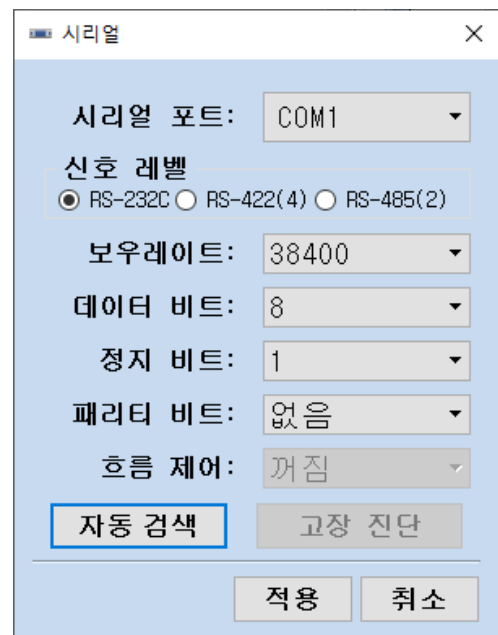 시리얼
시리얼 포트: COM1
신호 레벨
RS-232C RS-422(4) RS-485(2)
보우레이트: 38400
데이터 비트: 8
정지 비트: 1
패리티 비트: 없음
흐름 제어: 꺼짐
자동 검색 고장 진단
적용 취소